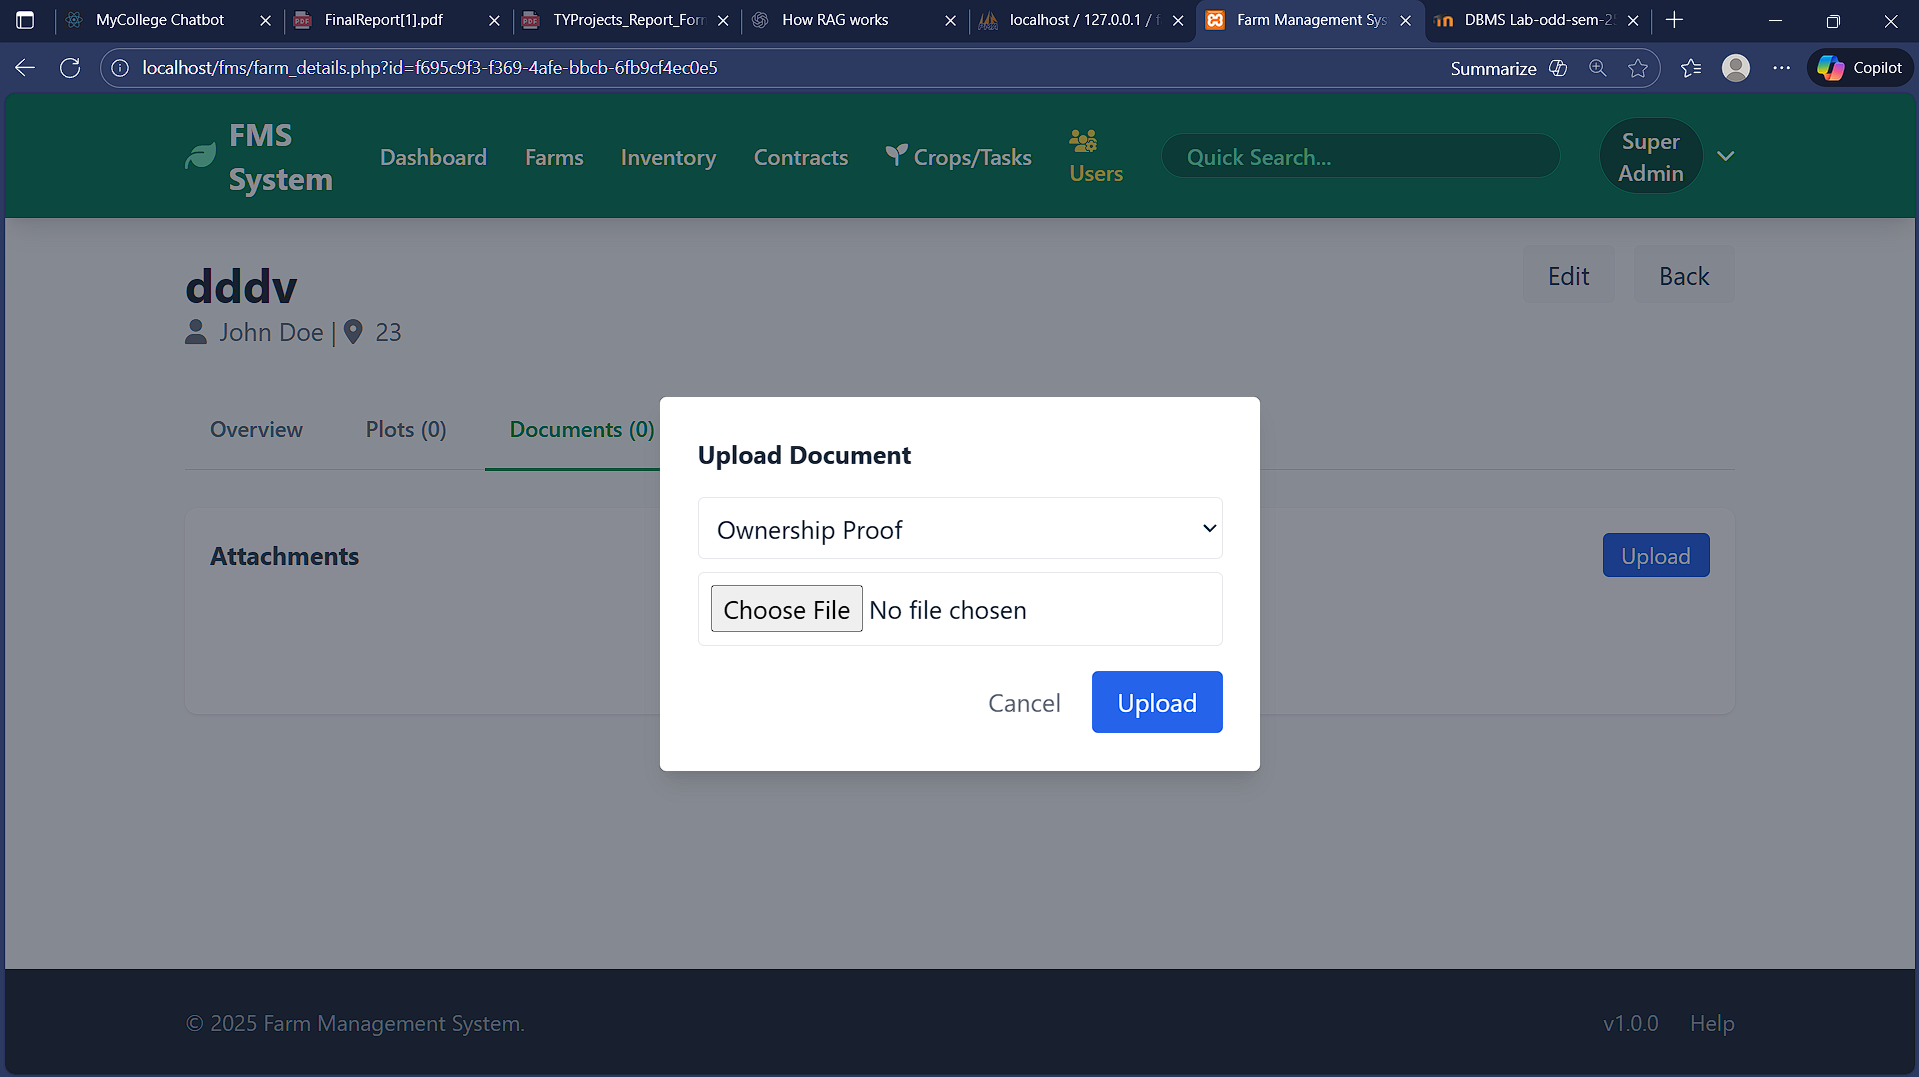 MyCollege Chatbot
FinalReport[1].pdf
TYProjects_Report_Forr
How RAG works
localhost / 127.0.0.1 / f
Farm Management Sys
DBMS Lab-odd-sem-2
localhost/fms/farm_details.php?id=f695c9f3-f369-4afe-bbcb-6fb9cf4ec0e5
Summarize
Copilot
FMS
System
Dashboard
Farms
Inventory
Contracts
Crops/Tasks
Users
Quick Search...
Super
Admin
dddv
Edit
Back
John Doe | 23
Overview
Plots (0)
Documents (0)
Upload Document
Ownership Proof
Attachments
Upload
Choose File No file chosen
Cancel
Upload
© 2025 Farm Management System.
v1.0.0
Help